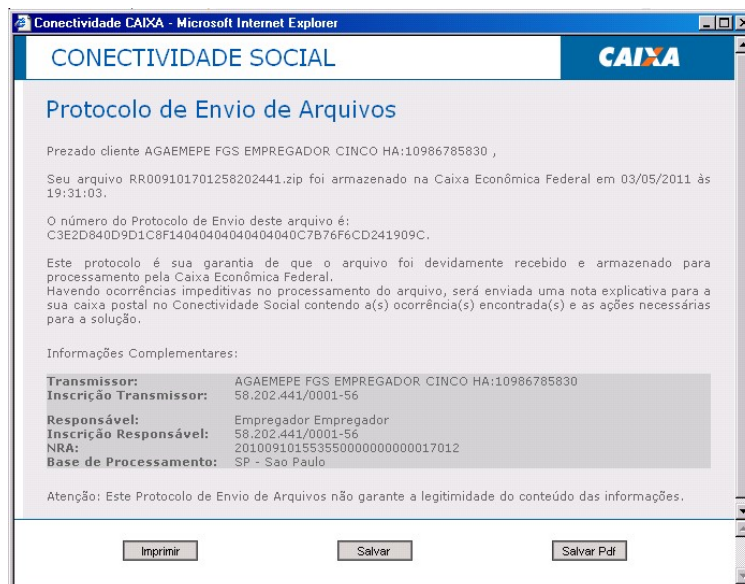 Conectividade CAIXA - Microsoft Internet Explorer
CONECTIVIDADE SOCIAL
CAIXA
Protocolo de Envio de Arquivos
Prezado cliente AGAEMEPE FGS EMPREGADOR CINCO HA:10986785830 ,
Seu arquivo RR009101701258202441.zip foi armazenado na Caixa Econômica Federal em 03/05/2011 às
19:31:03.
O número do Protocolo de Envio deste arquivo é:
C3E2D840D9D1C8F14040404040404040C7B76F6CD241909C.
Este protocolo é sua garantia de que o arquivo foi devidamente recebido e armazenado para
processamento pela Caixa Econômica Federal.
Havendo ocorrências impeditivas no processamento do arquivo, será enviada uma nota explicativa para a
sua caixa postal no Conectividade Social contendo a(s) ocorrência(s) encontrada(s) e as ações necessárias
para a solução.
Informações Complementares:
Transmissor: AGAEMEPE FGS EMPREGADOR CINCO HA:10986785830
Inscrição Transmissor: 58.202.441/0001-56
Responsável: Empregador Empregador
Inscrição Responsável: 58.202.441/0001-56
NRA: 2010091015535500000000000017012
Base de Processamento: SP - Sao Paulo
Atenção: Este Protocolo de Envio de Arquivos não garante a legitimidade do conteúdo das informações.
Imprimir Salvar Salvar Pdf